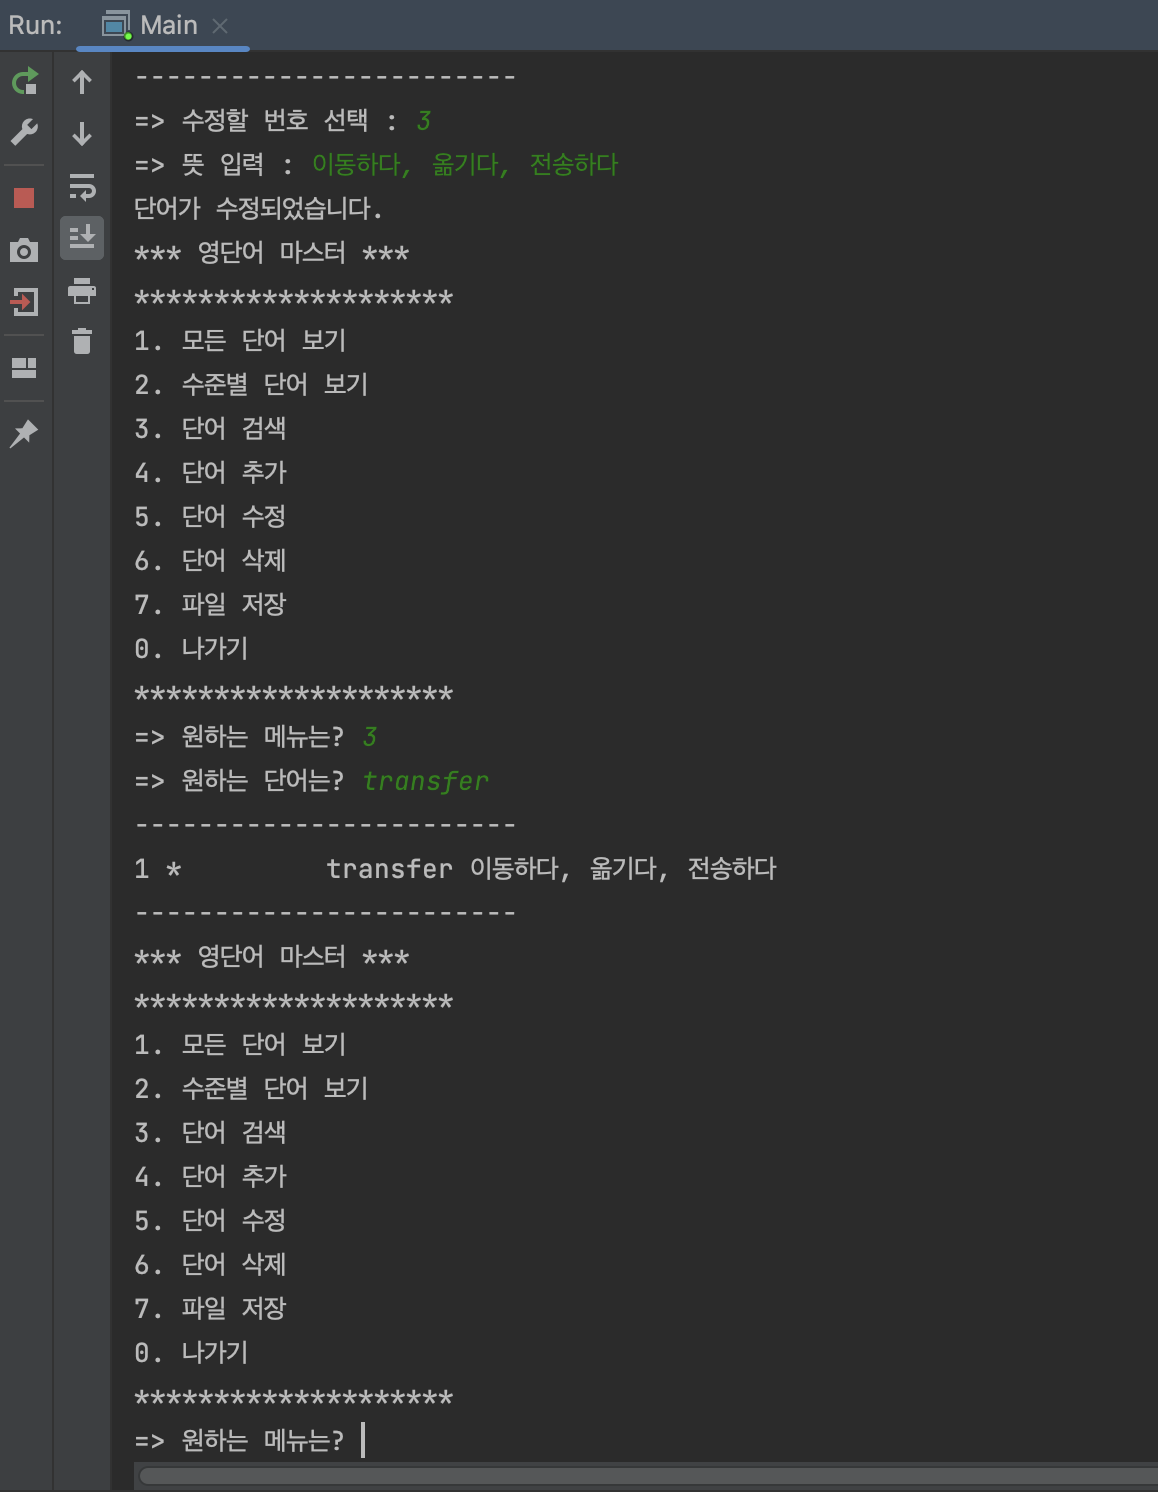 Run: Main
------------------------
=> 수정할 번호 선택 : 3
=> 뜻 입력 : 이동하다, 옮기다, 전송하다
단어가 수정되었습니다.
*** 영단어 마스터 ***
********************
1. 모든 단어 보기
2. 수준별 단어 보기
3. 단어 검색
4. 단어 추가
5. 단어 수정
6. 단어 삭제
7. 파일 저장
0. 나가기
********************
=> 원하는 메뉴는? 3
=> 원하는 단어는? transfer
------------------------
1 *         transfer 이동하다, 옮기다, 전송하다
------------------------
*** 영단어 마스터 ***
********************
1. 모든 단어 보기
2. 수준별 단어 보기
3. 단어 검색
4. 단어 추가
5. 단어 수정
6. 단어 삭제
7. 파일 저장
0. 나가기
********************
=> 원하는 메뉴는?